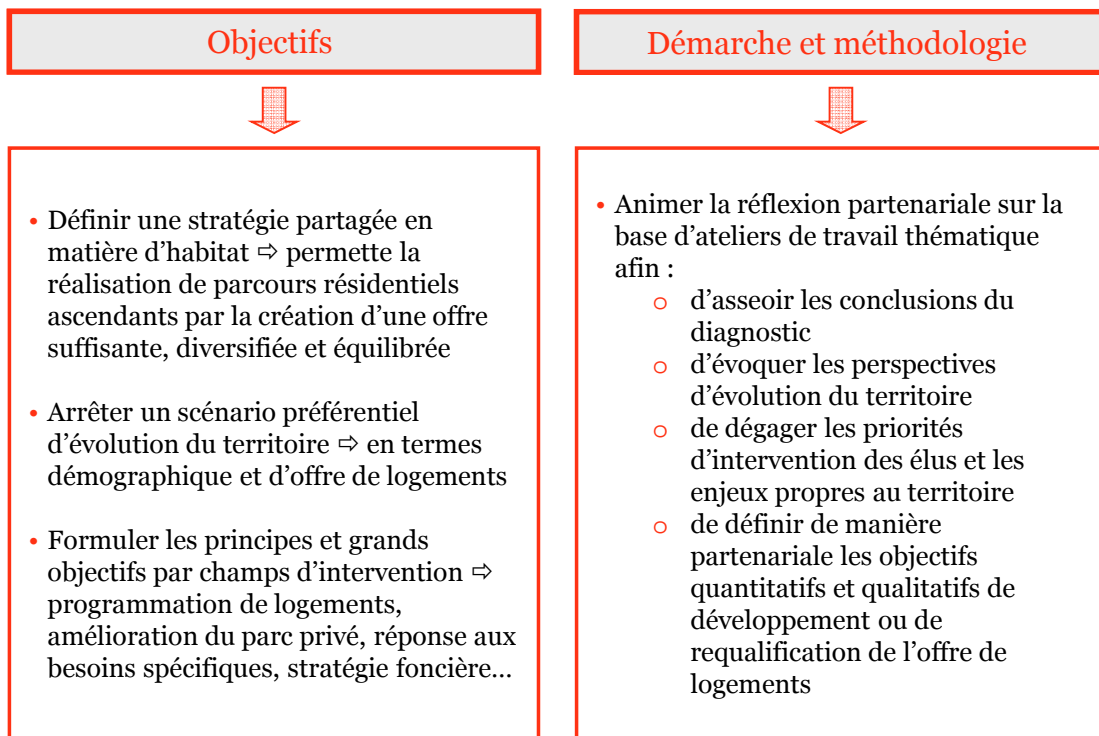 Objectifs
• Définir une stratégie partagée en
matière d’habitat ⇨ permette la
réalisation de parcours résidentiels
ascendants par la création d’une offre
suffisante, diversifiée et équilibrée
• Arrêter un scénario préférentiel
d’évolution du territoire ⇨ en termes
démographique et d’offre de logements
• Formuler les principes et grands
objectifs par champs d’intervention ⇨
programmation de logements,
amélioration du parc privé, réponse aux
besoins spécifiques, stratégie foncière…
Démarche et méthodologie
• Animer la réflexion partenariale sur la
base d’ateliers de travail thématique
afin :
o d’asseoir les conclusions du
diagnostic
o d’évoquer les perspectives
d’évolution du territoire
o de dégager les priorités
d’intervention des élus et les
enjeux propres au territoire
o de définir de manière
partenariale les objectifs
quantitatifs et qualitatifs de
développement ou de
requalification de l’offre de
logements